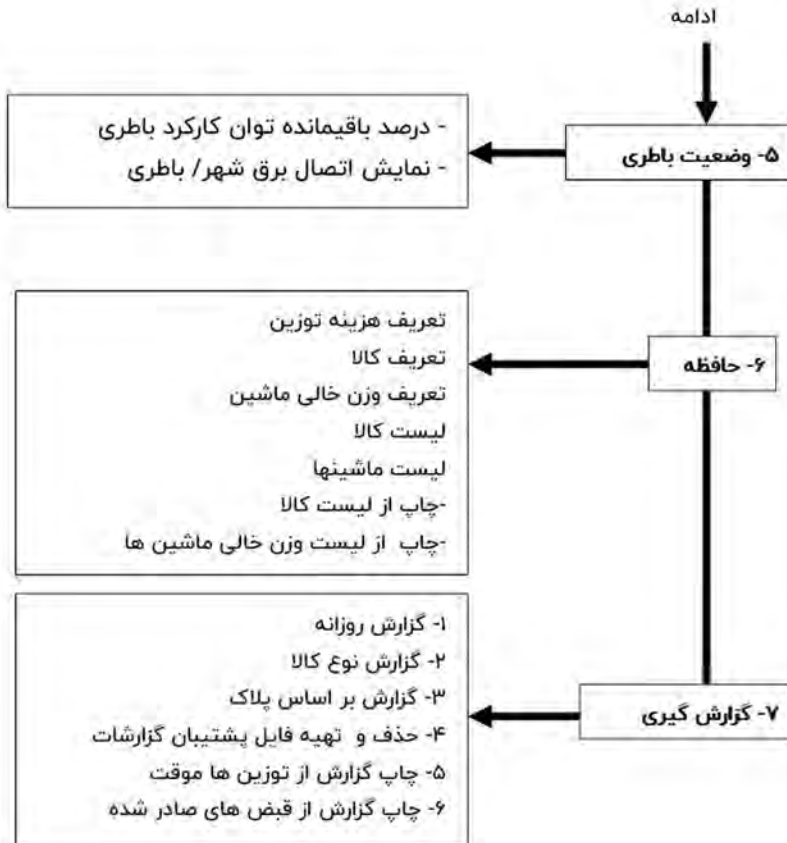 ادامه
۵- وضعیت باطری
- درصد باقیمانده توان کارکرد باطری
- نمایش اتصال برق شهر/ باطری
۶- حافظه
تعریف هزینه توزین
تعریف کالا
تعریف وزن خالی ماشین
لیست کالا
لیست ماشینها
-چاپ از لیست کالا
-چاپ از لیست وزن خالی ماشین ها
۷- گزارش گیری
۱- گزارش روزانه
۲- گزارش نوع کالا
۳- گزارش بر اساس پلاک
۴- حذف و تهیه فایل پشتیبان گزارشات
۵- چاپ گزارش از توزین ها موقت
۶- چاپ گزارش از قبض های صادر شده